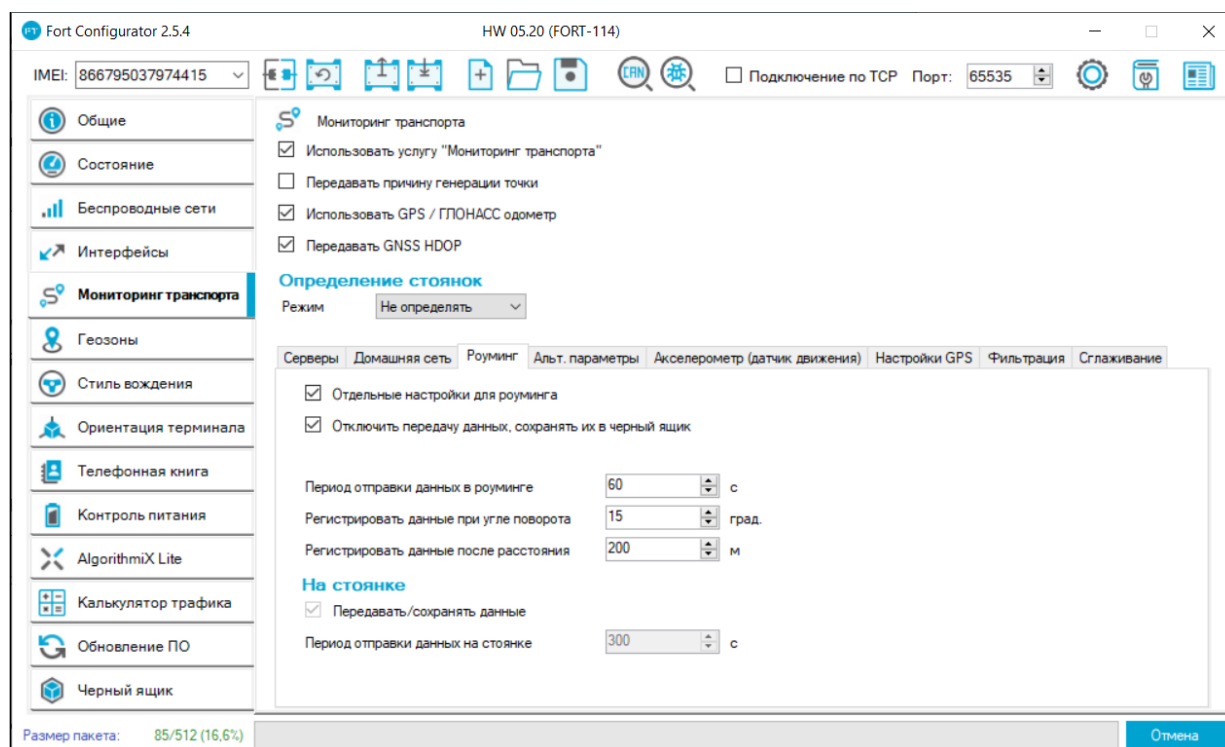 Fort Configurator 2.5.4 HW 05.20 (FORT-114)
IMEI: 866795037974415 CAN Подключение по TCP Порт: 65535
Общие
Состояние
Беспроводные сети
Интерфейсы
Мониторинг транспорта
Геозоны
Стиль вождения
Ориентация терминала
Телефонная книга
Контроль питания
AlgorithmiX Lite
Калькулятор трафика
Обновление ПО
Черный ящик
Мониторинг транспорта
Использовать услугу "Мониторинг транспорта"
Передавать причину генерации точки
Использовать GPS / ГЛОНАСС одометр
Передавать GNSS HDOP
Определение стоянок
Режим Не определять
Серверы Домашняя сеть Роуминг Альт. параметры Акселерометр (датчик движения) Настройки GPS Фильтрация Сглаживание
Отдельные настройки для роуминга
Отключить передачу данных, сохранять их в черный ящик
Период отправки данных в роуминге 60 с
Регистрировать данные при угле поворота 15 град.
Регистрировать данные после расстояния 200 м
На стоянке
Передавать/сохранять данные
Период отправки данных на стоянке 300 с
Размер пакета: 85/512 (16,6%) Отмена